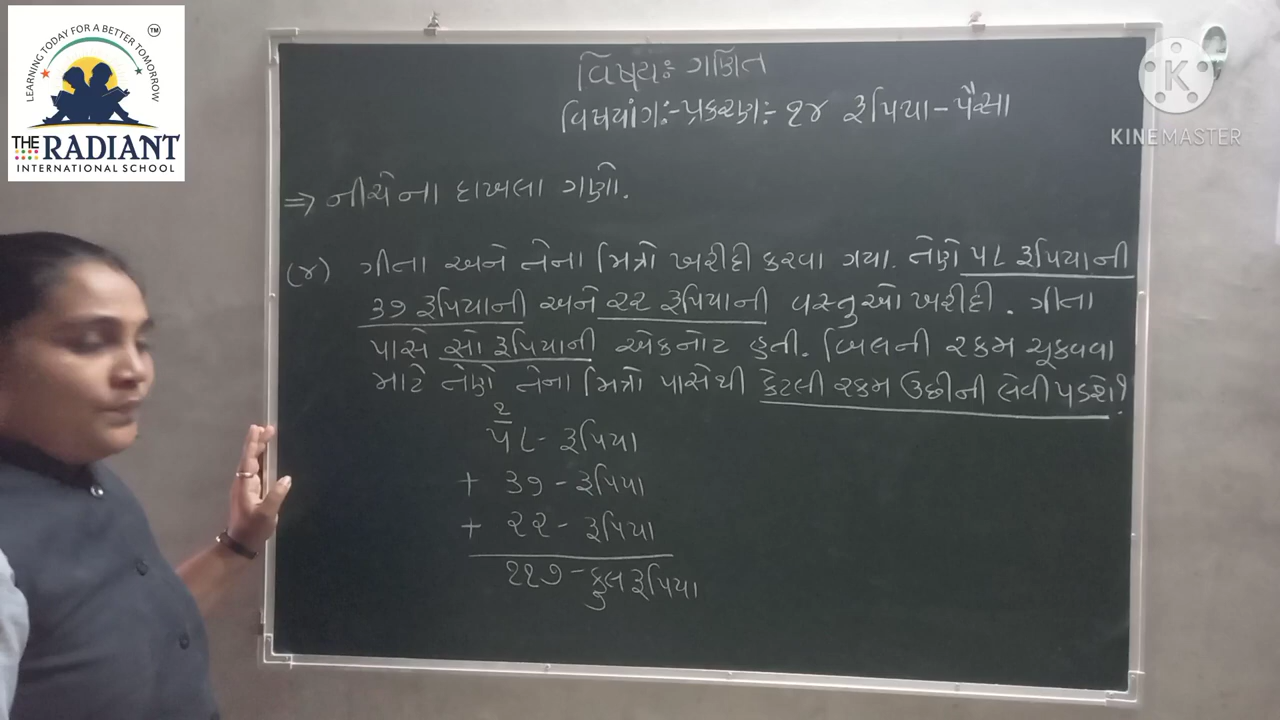 LEARNING TODAY FOR A BETTER TOMORROW
TM
THE RADIANT
INTERNATIONAL SCHOOL
K
KINEMASTER
વિષય: ગણિત
વિષયાંગ:- પ્રકરણ:- ૧૪ રૂપિયા - પૈસા
⇒ નીચેના દાખલા ગણો.
(૪) ગીતા અને તેના મિત્રો ખરીદી કરવા ગયા. તેણે ૫૮ રૂપિયાની
૩૭ રૂપિયાની અને ૨૨ રૂપિયાની વસ્તુઓ ખરીદી. ગીતા
પાસે સો રૂપિયાની એક નોટ હતી. બિલની રકમ ચૂકવવા
માટે તેણે તેના મિત્રો પાસેથી કેટલી રકમ ઉછીની લેવી પડશે?
૧
૫૮ - રૂપિયા
+ ૩૭ - રૂપિયા
+ ૨૨ - રૂપિયા
૧૧૭ - કુલ રૂપિયા